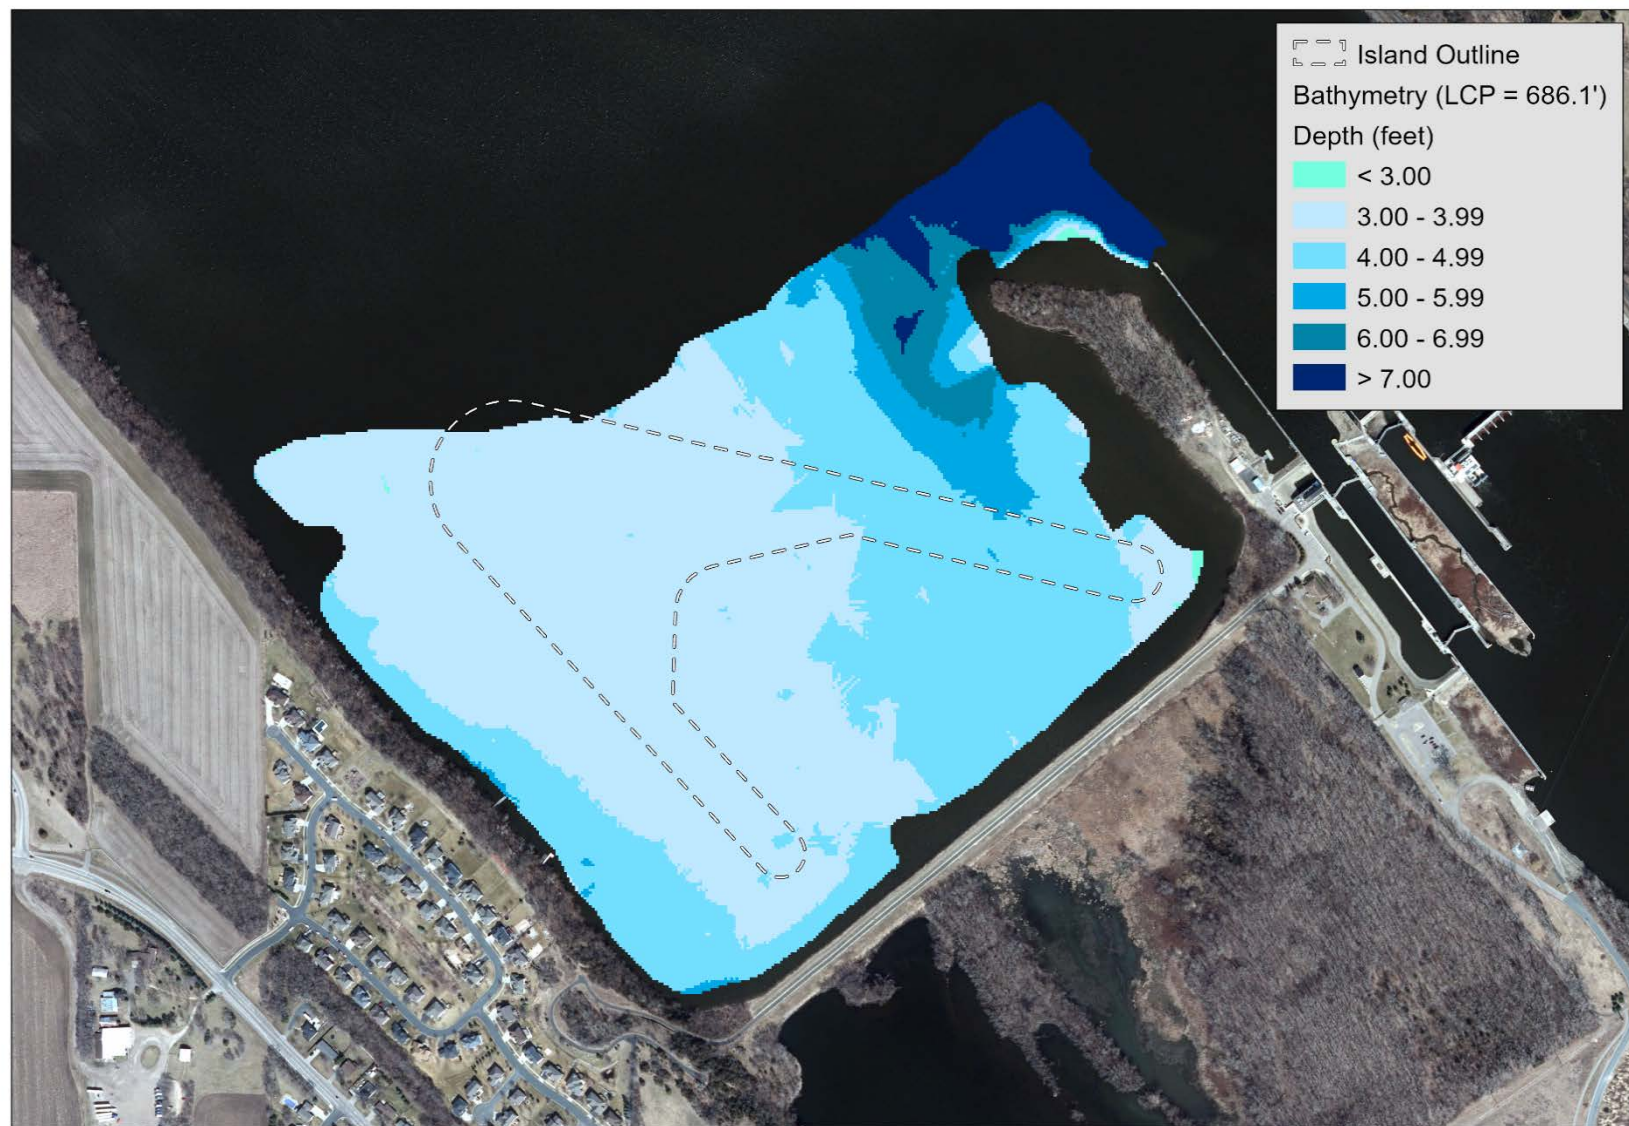 Island Outline
Bathymetry (LCP = 686.1')
Depth (feet)
< 3.00
3.00 - 3.99
4.00 - 4.99
5.00 - 5.99
6.00 - 6.99
> 7.00